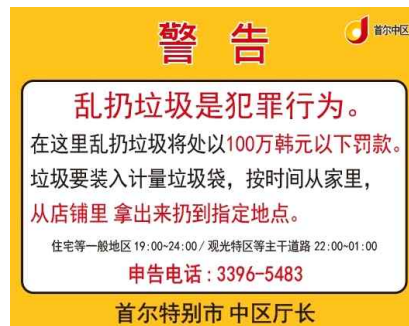 警告
首尔中区
乱扔垃圾是犯罪行为。
在这里乱扔垃圾将处以100万韩元以下罚款。
垃圾要装入计量垃圾袋，按时间从家里，
从店铺里 拿出来扔到指定地点。
住宅等一般地区 19:00~24:00/ 观光特区等主干道路 22:00~01:00
申告电话 : 3396-5483
首尔特别市 中区厅长